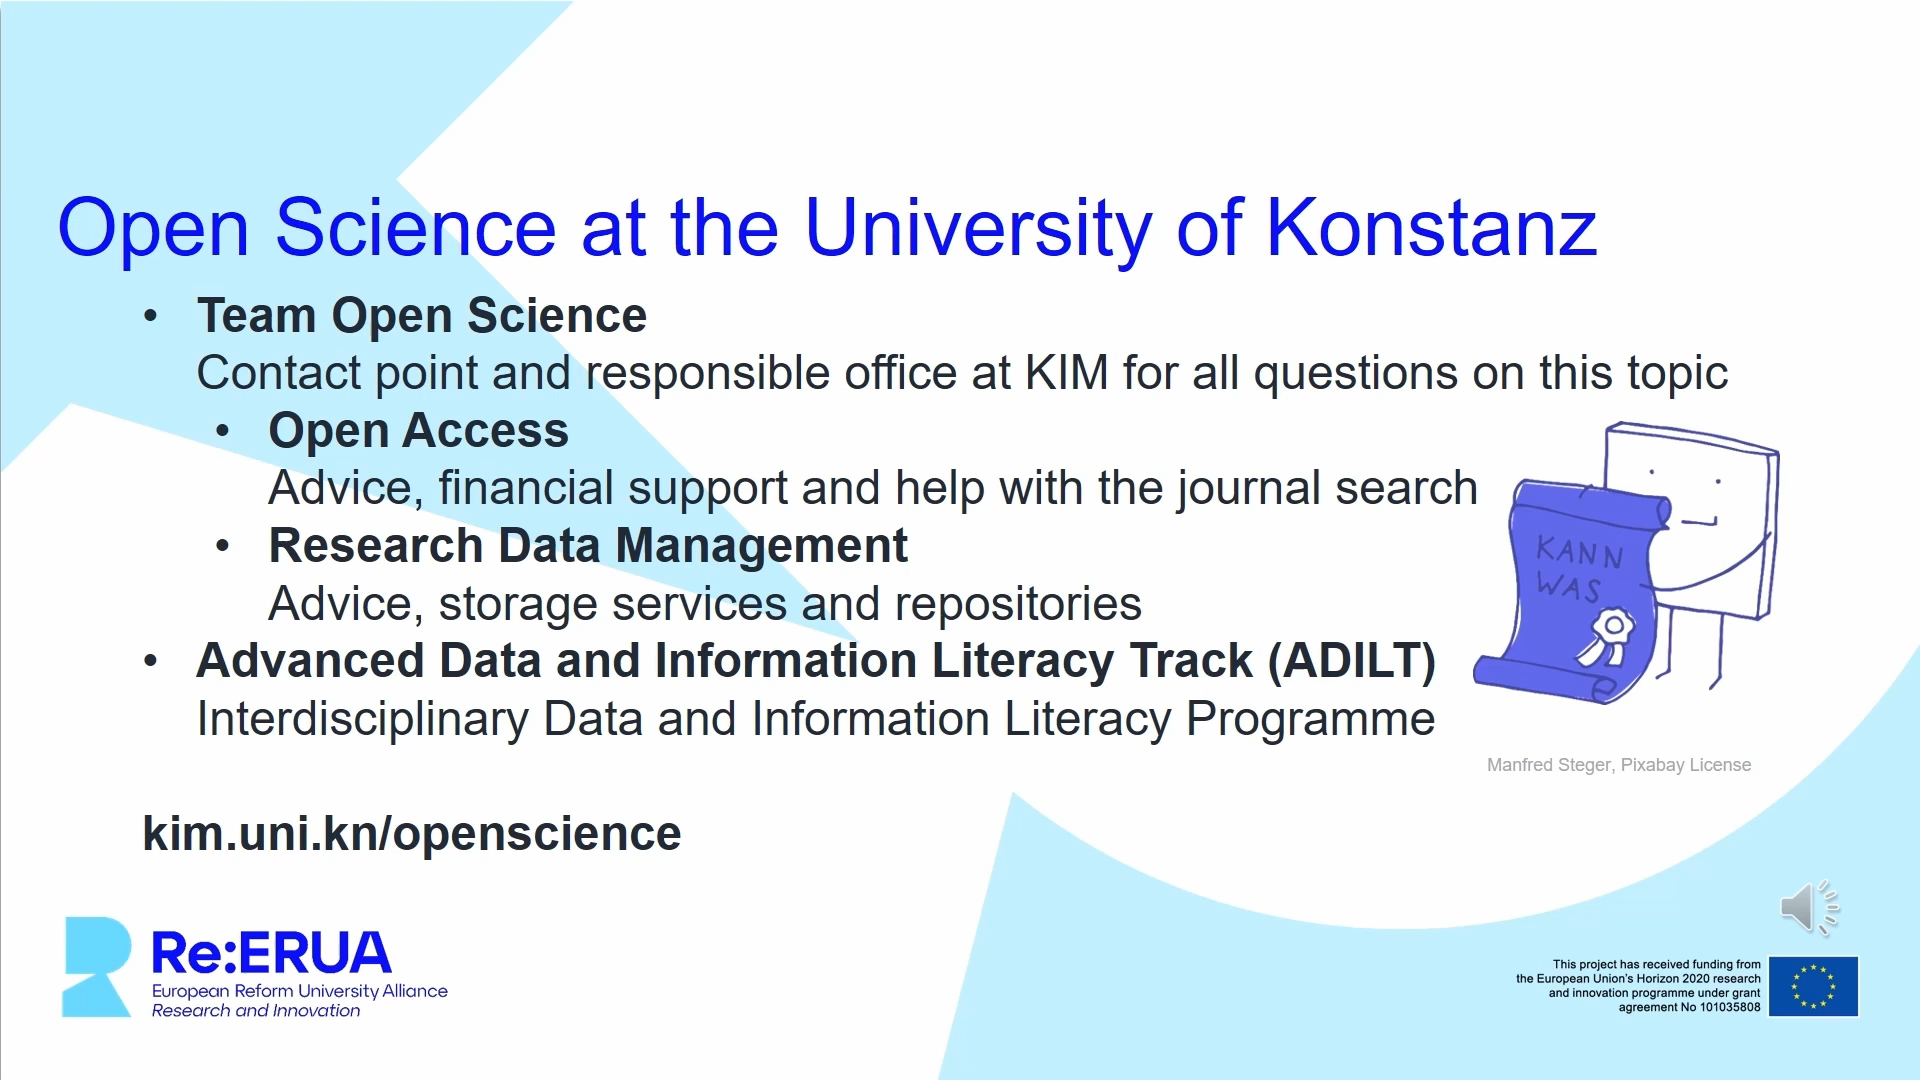 Open Science at the University of Konstanz
• Team Open Science
Contact point and responsible office at KIM for all questions on this topic
• Open Access
Advice, financial support and help with the journal search
• Research Data Management
Advice, storage services and repositories
• Advanced Data and Information Literacy Track (ADILT)
Interdisciplinary Data and Information Literacy Programme
KANN
WAS
Manfred Steger, Pixabay License
kim.uni.kn/openscience
Re:ERUA
European Reform University Alliance
Research and Innovation
This project has received funding from
the European Union's Horizon 2020 research
and innovation programme under grant
agreement No 101035808